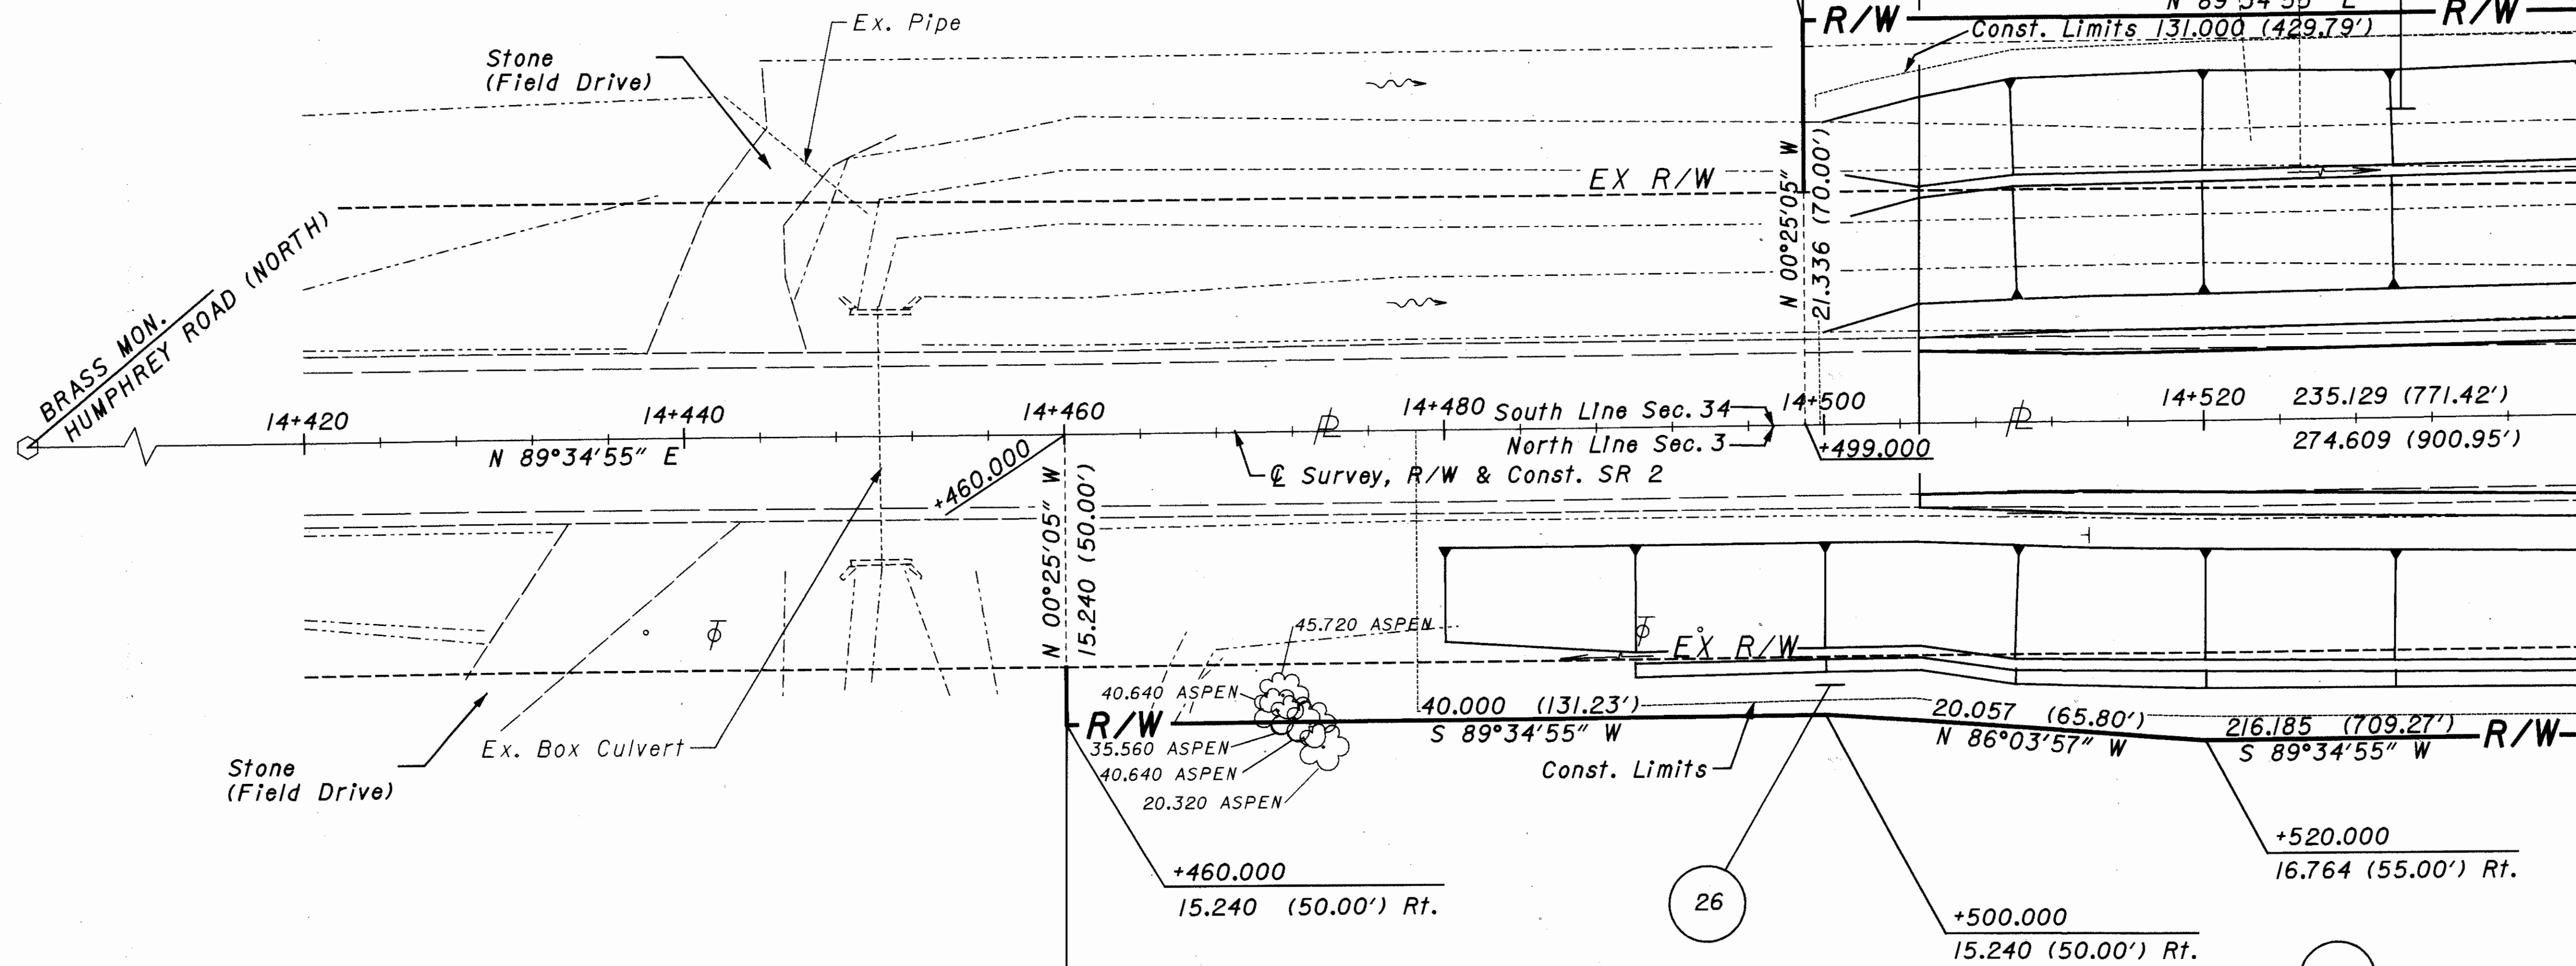 Ex. Pipe
Stone
(Field Drive)
R/W
N 89°34'55" E
R/W
Const. Limits 131.000 (429.79')
EX R/W
N 00°25'05" W
21.336 (70.00')
BRASS MON.
HUMPHREY ROAD (NORTH)
14+420
14+440
14+460
14+480
South Line Sec. 34
14+500
14+520
235.129 (771.42')
N 89°34'55" E
North Line Sec. 3
+499.000
274.609 (900.95')
+460.000
℄ Survey, R/W & Const. SR 2
N 00°25'05" W
15.240 (50.00')
45.720 ASPEN
EX R/W
40.640 ASPEN
R/W
40.000 (131.23')
S 89°34'55" W
20.057 (65.80')
N 86°03'57" W
216.185 (709.27')
S 89°34'55" W
R/W
Ex. Box Culvert
35.560 ASPEN
40.640 ASPEN
20.320 ASPEN
Const. Limits
Stone
(Field Drive)
+460.000
15.240 (50.00') Rt.
26
+500.000
15.240 (50.00') Rt.
+520.000
16.764 (55.00') Rt.